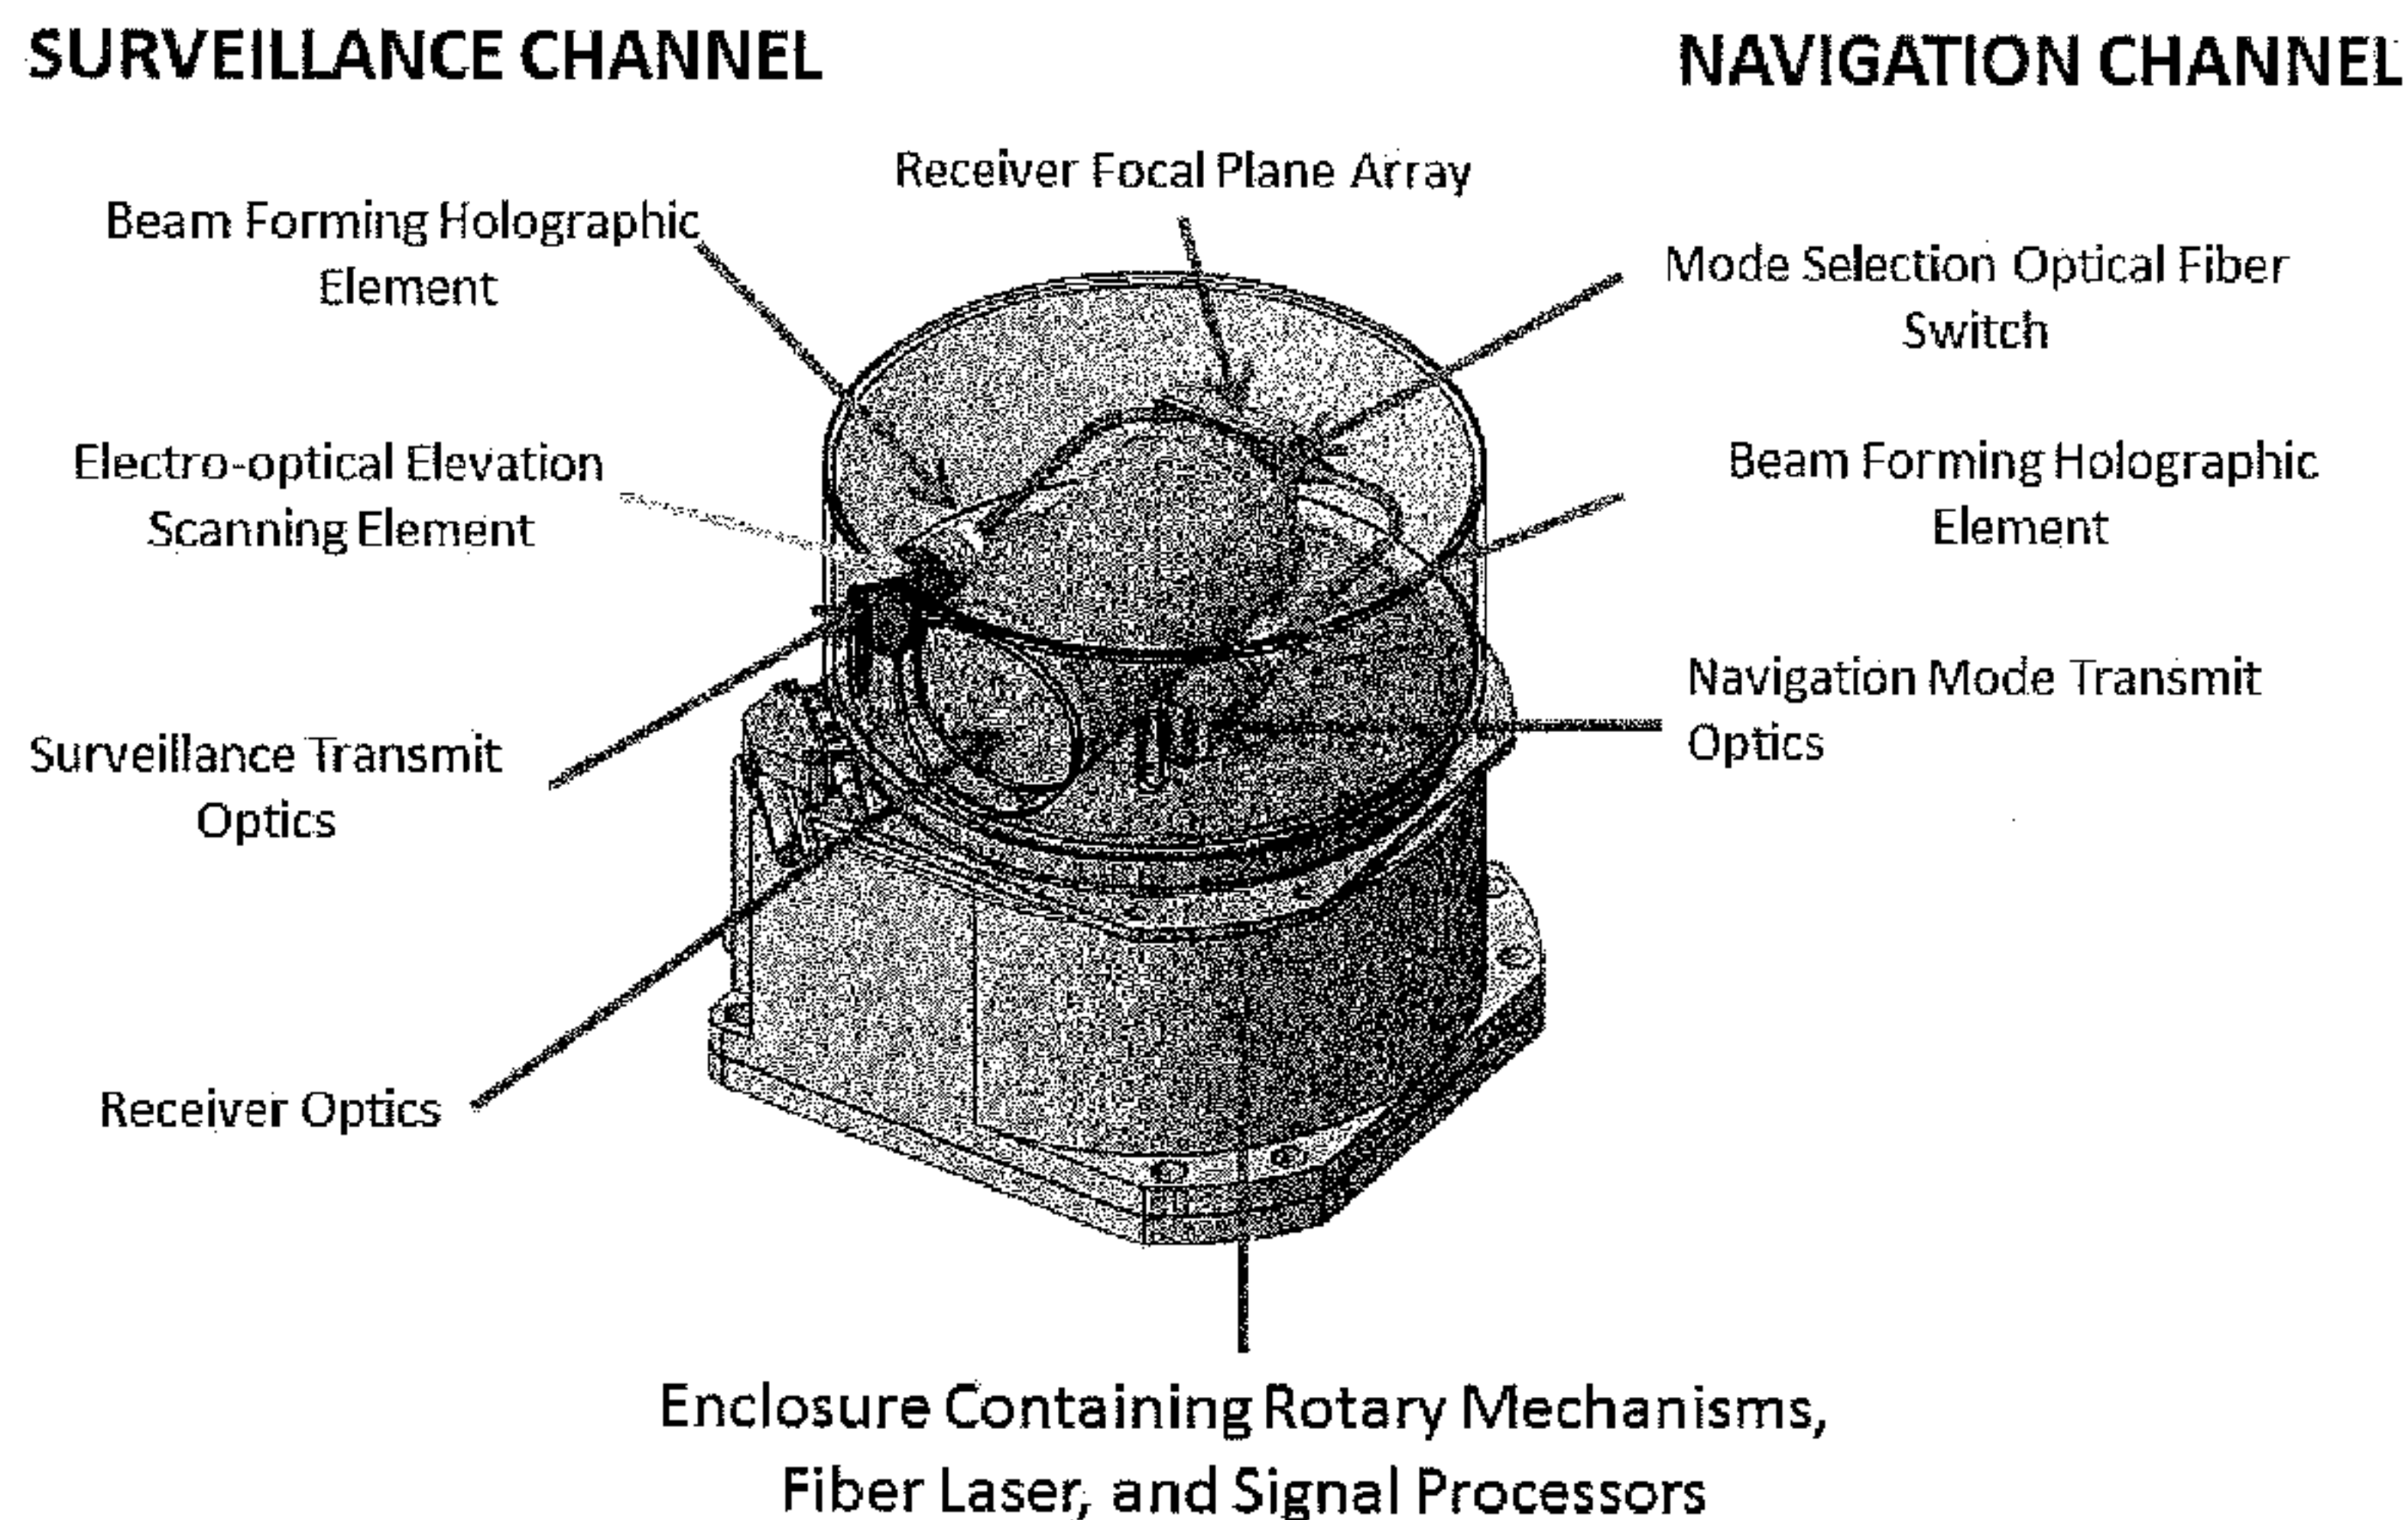 SURVEILLANCE CHANNEL
NAVIGATION CHANNEL
Receiver Focal Plane Array
Beam Forming Holographic
Element
Mode Selection Optical Fiber
Switch
Electro-optical Elevation
Scanning Element
Beam Forming Holographic
Element
Surveillance Transmit
Optics
Navigation Mode Transmit
Optics
Receiver Optics
Enclosure Containing Rotary Mechanisms,
Fiber Laser, and Signal Processors